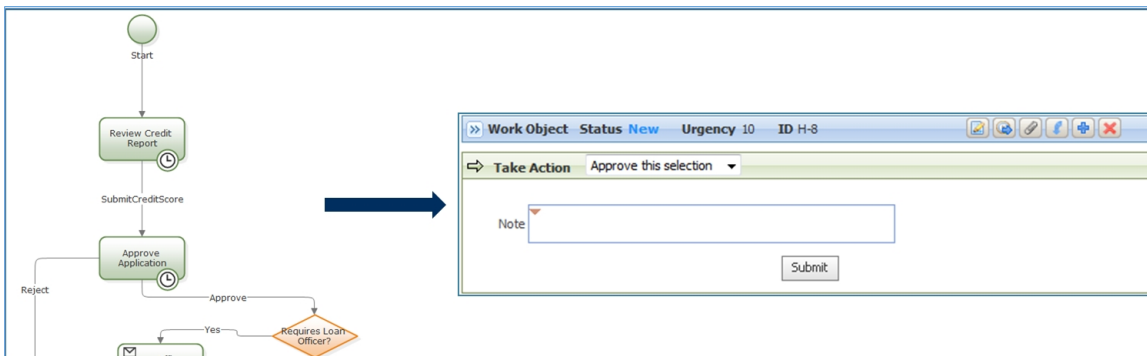 Start
Review Credit
Report
SubmitCreditScore
Approve
Application
Reject
Approve
Yes
Requires Loan
Officer?
Work Object Status New Urgency 10 ID H-8
Take Action Approve this selection
Note
Submit